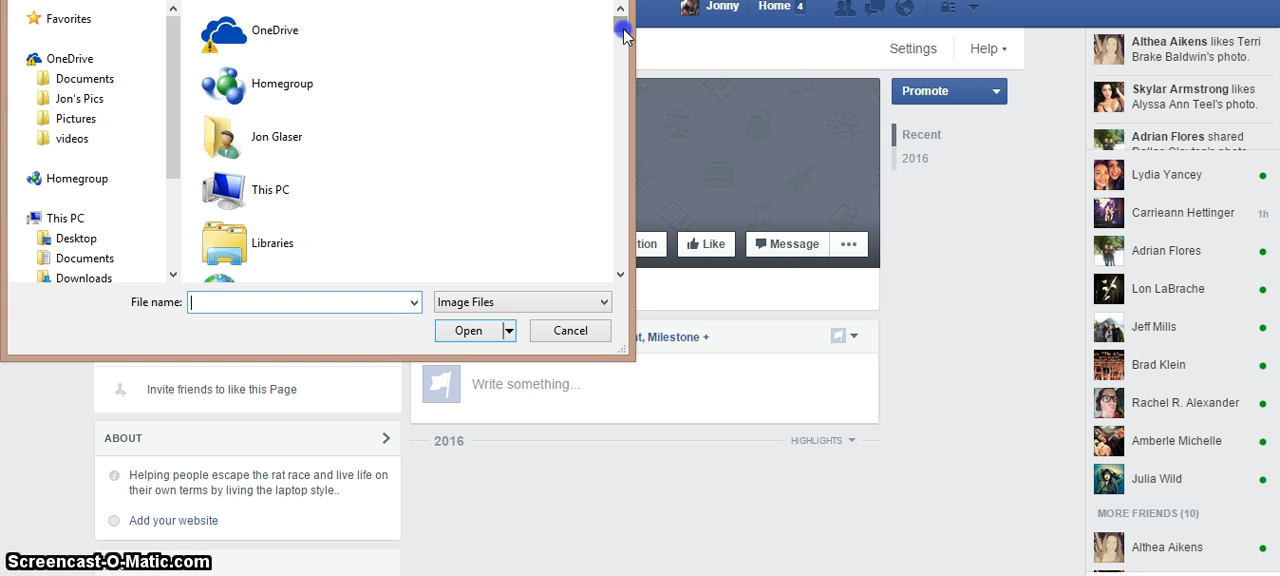 Favorites
OneDrive
Documents
Jon's Pics
Pictures
videos
Homegroup
This PC
Desktop
Documents
Downloads
OneDrive
Homegroup
Jon Glaser
This PC
Libraries
File name:
Image Files
Open
Cancel
Jonny
Home 4
Settings
Help
Promote
Recent
2016
tion
Like
Message
•••
t, Milestone +
Write something...
2016
HIGHLIGHTS
Invite friends to like this Page
ABOUT
Helping people escape the rat race and live life on
their own terms by living the laptop style..
Add your website
Althea Aikens likes Terri
Brake Baldwin's photo.
Skylar Armstrong likes
Alyssa Ann Teel's photo.
Adrian Flores shared
Lydia Yancey
Carrieann Hettinger 1h
Adrian Flores
Lon LaBrache
Jeff Mills
Brad Klein
Rachel R. Alexander
Amberle Michelle
Julia Wild
MORE FRIENDS (10)
Althea Aikens
Screencast-O-Matic.com